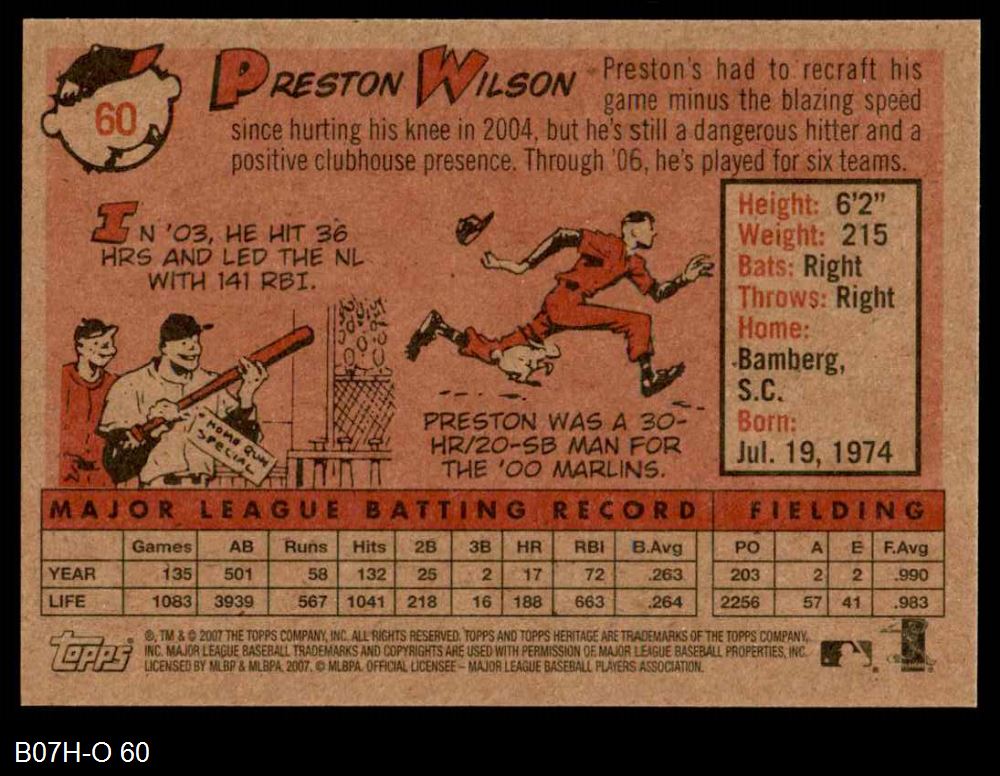 60
PRESTON WILSON
Preston's had to recraft his
game minus the blazing speed
since hurting his knee in 2004, but he's still a dangerous hitter and a
positive clubhouse presence. Through '06, he's played for six teams.
IN '03, HE HIT 36
HRS AND LED THE NL
WITH 141 RBI.
HOME RUN
SPECIAL
PRESTON WAS A 30-
HR/20-SB MAN FOR
THE '00 MARLINS.
Height: 6'2"
Weight: 215
Bats: Right
Throws: Right
Home:
Bamberg,
S.C.
Born:
Jul. 19, 1974
MAJOR LEAGUE BATTING RECORD FIELDING
Games AB Runs Hits 2B 3B HR RBI B.Avg PO A E F.Avg
YEAR 135 501 58 132 25 2 17 72 .263 203 2 2 .990
LIFE 1083 3939 567 1041 218 16 188 663 .264 2256 57 41 .983
Topps
®, TM & © 2007 THE TOPPS COMPANY, INC. ALL RIGHTS RESERVED. TOPPS AND TOPPS HERITAGE ARE TRADEMARKS OF THE TOPPS COMPANY,
INC. MAJOR LEAGUE BASEBALL TRADEMARKS AND COPYRIGHTS ARE USED WITH PERMISSION OF MAJOR LEAGUE BASEBALL PROPERTIES, INC.
LICENSED BY MLBP & MLBPA, 2007. © MLBPA. OFFICIAL LICENSEE – MAJOR LEAGUE BASEBALL PLAYERS ASSOCIATION.
B07H-O 60